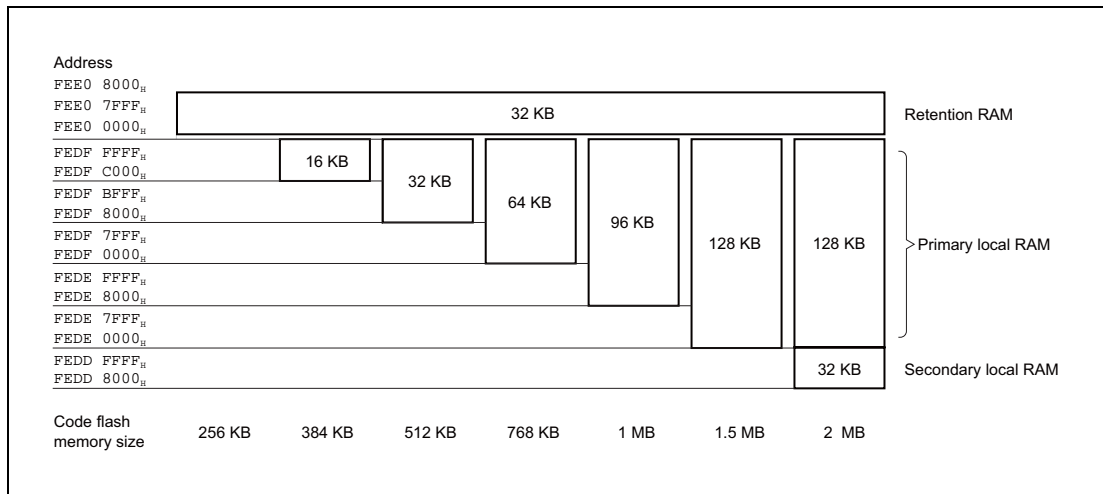 Address
FEE0 8000H
FEE0 7FFFH
FEE0 0000H
32 KB
Retention RAM
FEDF FFFFH
FEDF C000H
FEDF BFFFH
FEDF 8000H
FEDF 7FFFH
FEDF 0000H
FEDE FFFFH
FEDE 8000H
FEDE 7FFFH
FEDE 0000H
FEDD FFFFH
FEDD 8000H
16 KB
32 KB
64 KB
96 KB
128 KB
128 KB
Primary local RAM
32 KB
Secondary local RAM
Code flash
memory size
256 KB 384 KB 512 KB 768 KB 1 MB 1.5 MB 2 MB